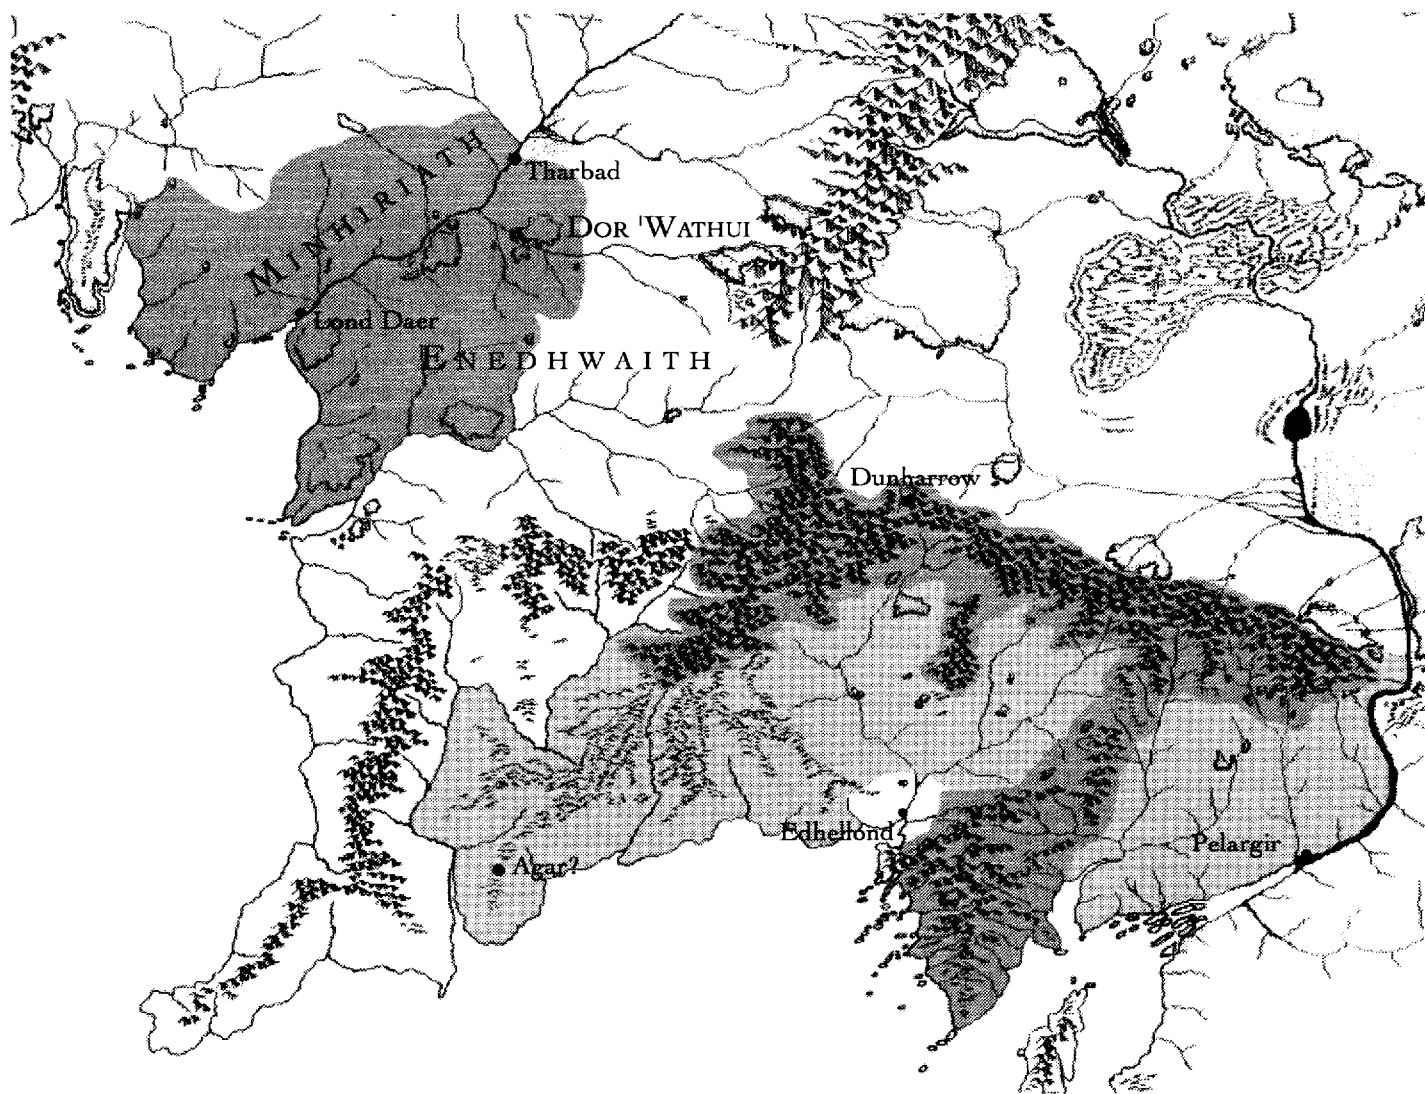 MINHIRIATH
Tharbad
DOR 'WATHUI
Lond Daer
ENEDHWAITH
Dunharrow
Edhellond
Pelargir
Agar?